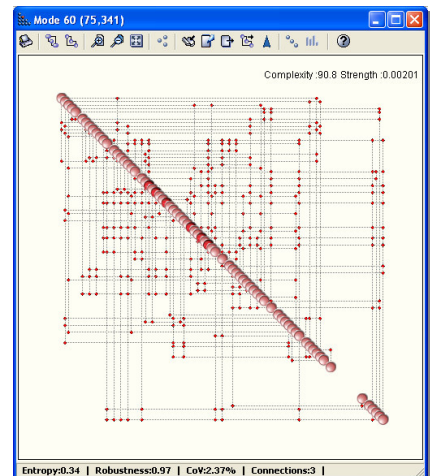 Mode 60 (75,341)
Complexity :90.8 Strength :0.00201
Entropy:0.34 | Robustness:0.97 | CoV:2.37% | Connections:3 |